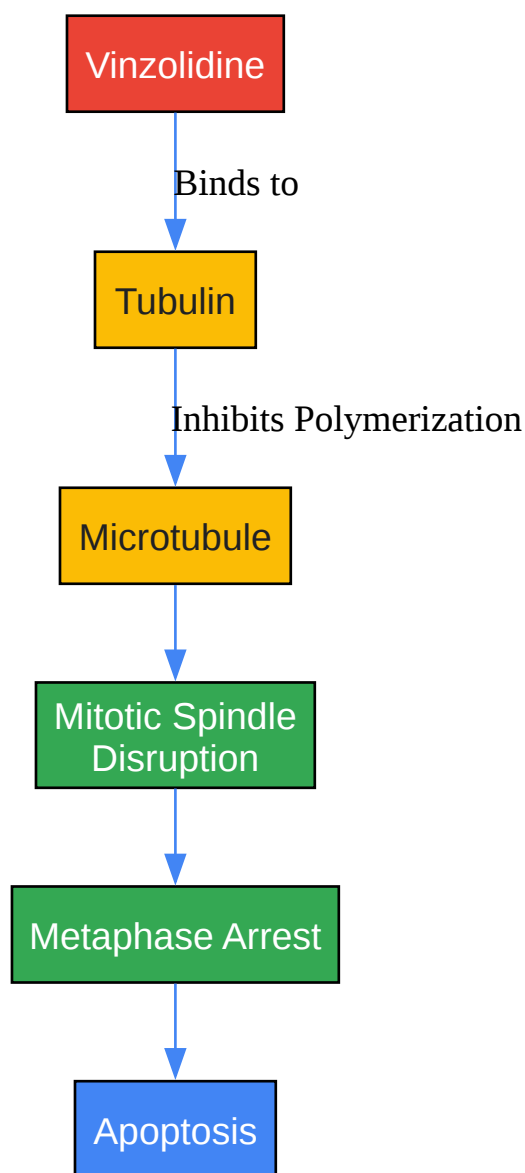 Vinzolidine
Binds to
Tubulin
Inhibits Polymerization
Microtubule
Mitotic Spindle
Disruption
Metaphase Arrest
Apoptosis